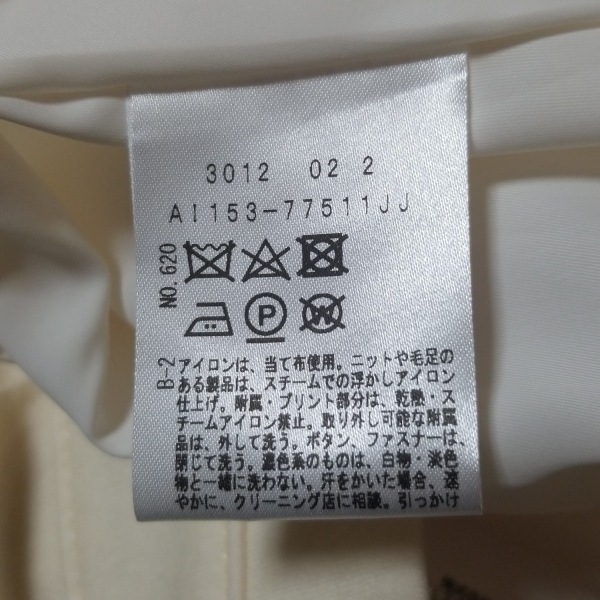 3012 02 2
AI153-77511JJ
NO.620
P
W
B-2
アイロンは、当て布使用。ニットや毛足の
ある製品は、スチームでの浮かしアイロン
仕上げ。附属・プリント部分は、乾熱・ス
チームアイロン禁止。取り外し可能な附属
品は、外して洗う。ボタン、ファスナーは、
閉じて洗う。濃色系のものは、白物・淡色
物と一緒に洗わない。汗をかいた場合、速
やかに、クリーニング店に相談。引っかけ